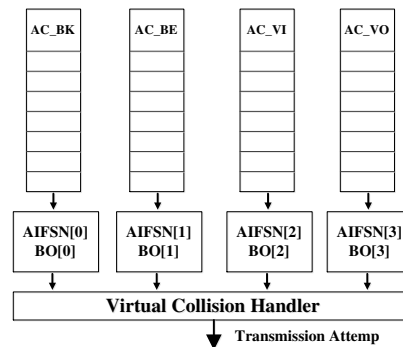 AC_BK AC_BE AC_VI AC_VO
AIFSN[0] AIFSN[1] AIFSN[2] AIFSN[3]
BO[0] BO[1] BO[2] BO[3]
Virtual Collision Handler
Transmission Attemp